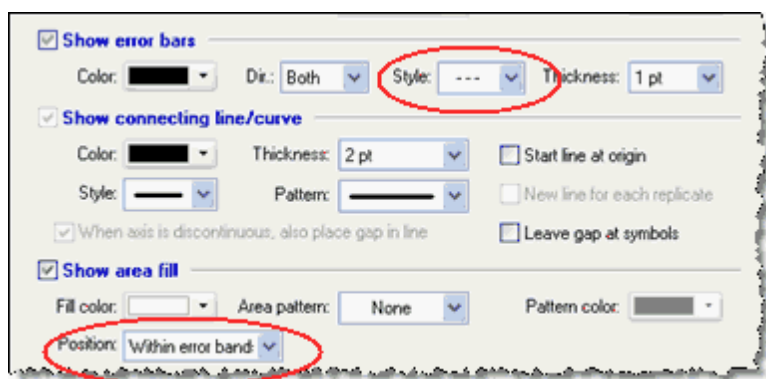 Show error bars
Color: Dir.: Both Style: --- Thickness: 1 pt
Show connecting line/curve
Color: Thickness: 2 pt Start line at origin
Style: Pattern: New line for each replicate
When axis is discontinuous, also place gap in line Leave gap at symbols
Show area fill
Fill color: Area pattern: None Pattern color:
Position: Within error band